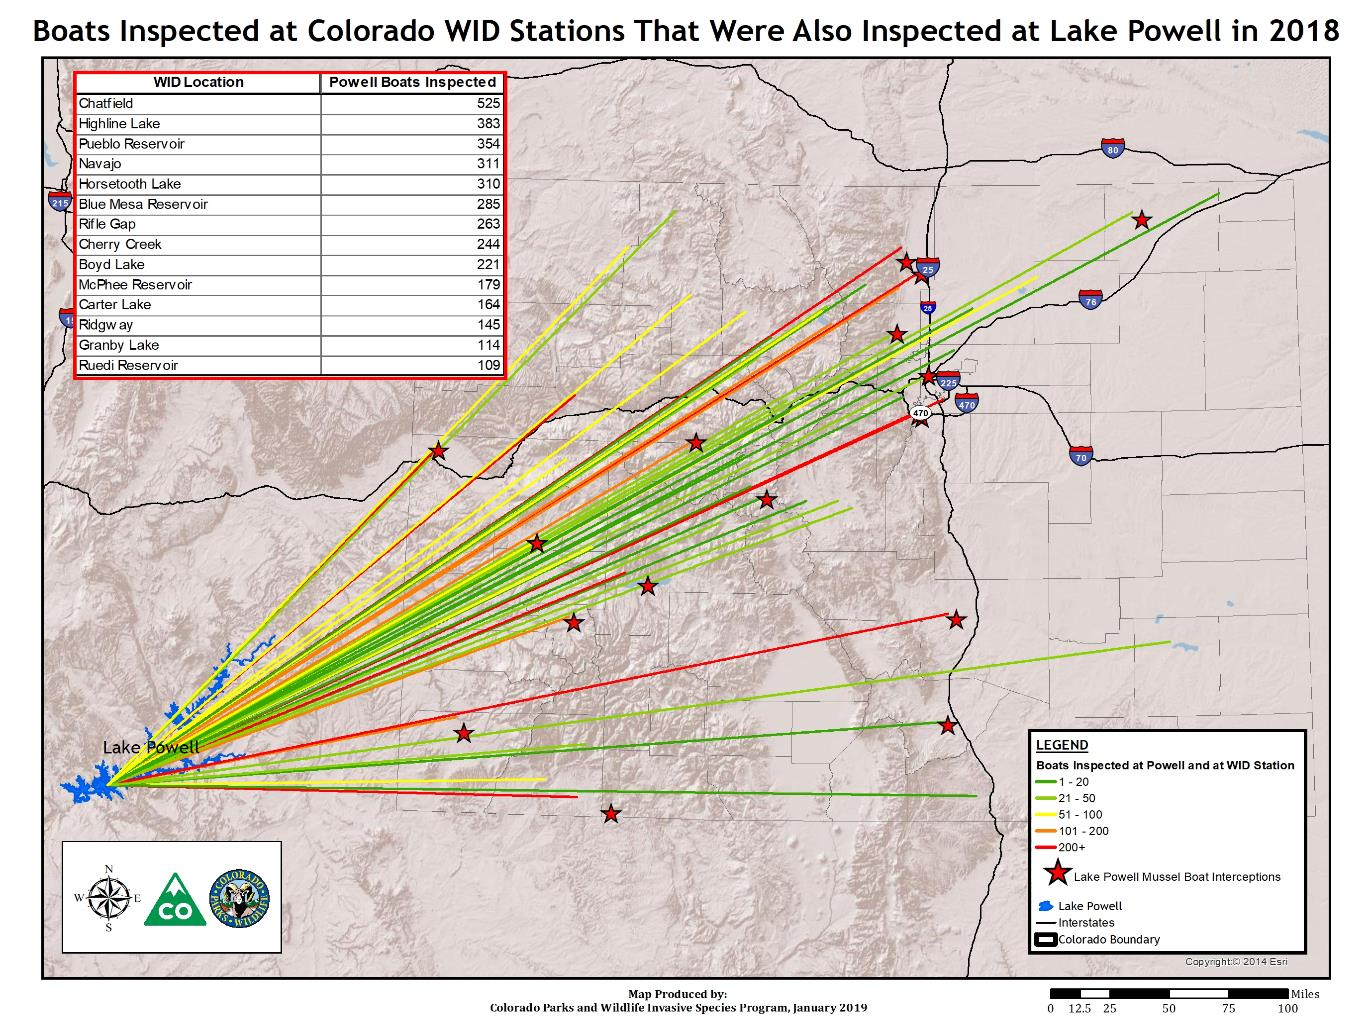 Boats Inspected at Colorado WID Stations That Were Also Inspected at Lake Powell in 2018
WID Location Powell Boats Inspected
Chatfield 525
Highline Lake 383
Pueblo Reservoir 354
Navajo 311
Horsetooth Lake 310
Blue Mesa Reservoir 285
Rifle Gap 263
Cherry Creek 244
Boyd Lake 221
McPhee Reservoir 179
Carter Lake 164
Ridgway 145
Granby Lake 114
Ruedi Reservoir 109
80
215
25
76
25
225
470
470
70
Lake Powell
LEGEND
Boats Inspected at Powell and at WID Station
1 - 20
21 - 50
51 - 100
101 - 200
200+
Lake Powell Mussel Boat Interceptions
Lake Powell
Interstates
Colorado Boundary
N
W E
S
CO
COLORADO
PARKS • WILDLIFE
Copyright:© 2014 Esri
Map Produced by:
Colorado Parks and Wildlife Invasive Species Program, January 2019
Miles
0 12.5 25 50 75 100